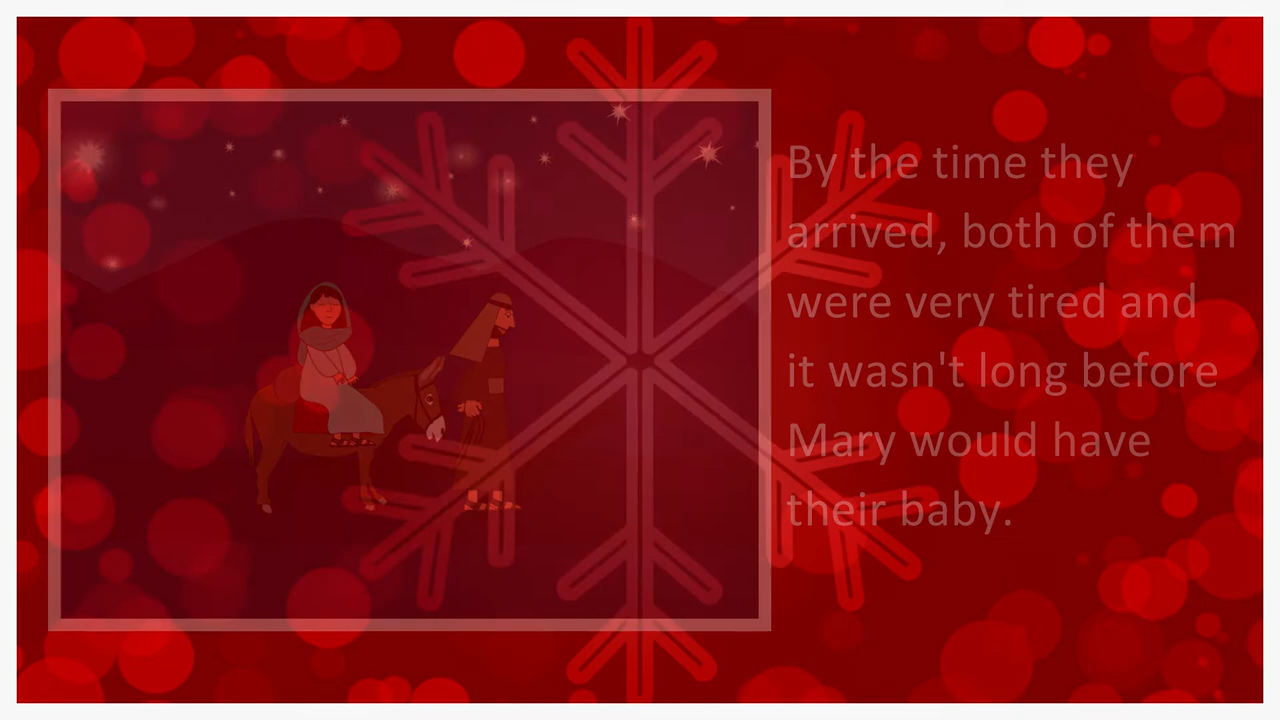 By the time they
arrived, both of them
were very tired and
it wasn't long before
Mary would have
their baby.